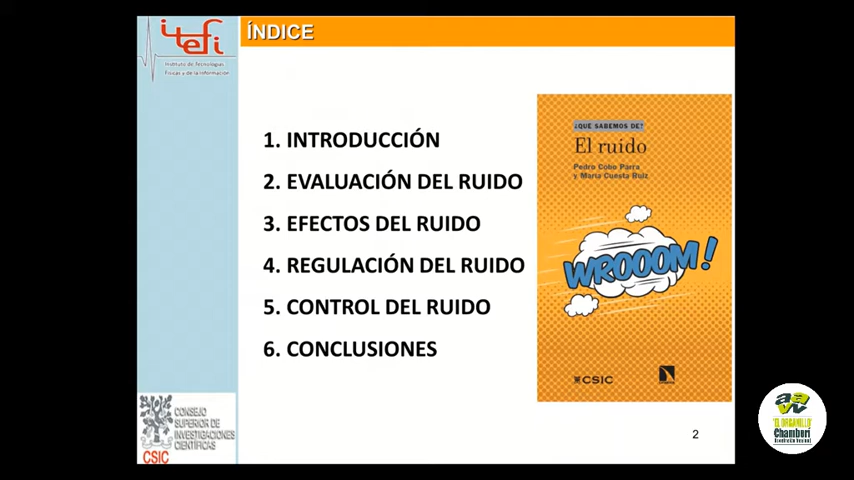 itefi
Instituto de Tecnologías
Físicas y de la Información
ÍNDICE
1. INTRODUCCIÓN
2. EVALUACIÓN DEL RUIDO
3. EFECTOS DEL RUIDO
4. REGULACIÓN DEL RUIDO
5. CONTROL DEL RUIDO
6. CONCLUSIONES
¿QUÉ SABEMOS DE?
El ruido
Pedro Cobo Parra
y María Cuesta Ruiz
WROOOM!
CSIC
CONSEJO
SUPERIOR DE
INVESTIGACIONES
CIENTÍFICAS
CSIC
2
"EL ORGANILLO"
Chamberí